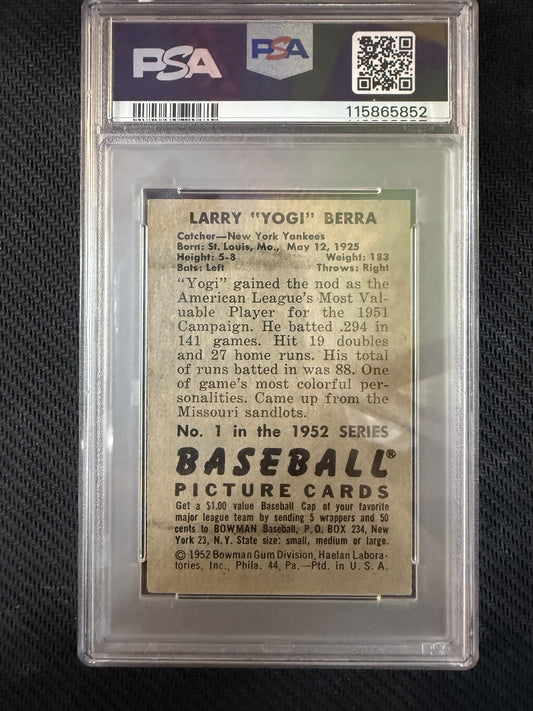 PSA PSA
115865852
LARRY "YOGI" BERRA
Catcher—New York Yankees
Born: St. Louis, Mo., May 12, 1925
Height: 5-8 Weight: 183
Bats: Left Throws: Right
"Yogi" gained the nod as the
American League's Most Val-
uable Player for the 1951
Campaign. He batted .294 in
141 games. Hit 19 doubles
and 27 home runs. His total
of runs batted in was 88. One
of game's most colorful per-
sonalities. Came up from the
Missouri sandlots.
No. 1 in the 1952 SERIES
BASEBALL®
PICTURE CARDS
Get a $1.00 value Baseball Cap of your favorite
major league team by sending 5 wrappers and 50
cents to BOWMAN Baseball, P. O. BOX 234, New
York 23, N. Y. State size: small, medium or large.
© 1952 Bowman Gum Division, Haelan Labora-
tories, Inc., Phila. 44, Pa.—Ptd. in U. S. A.